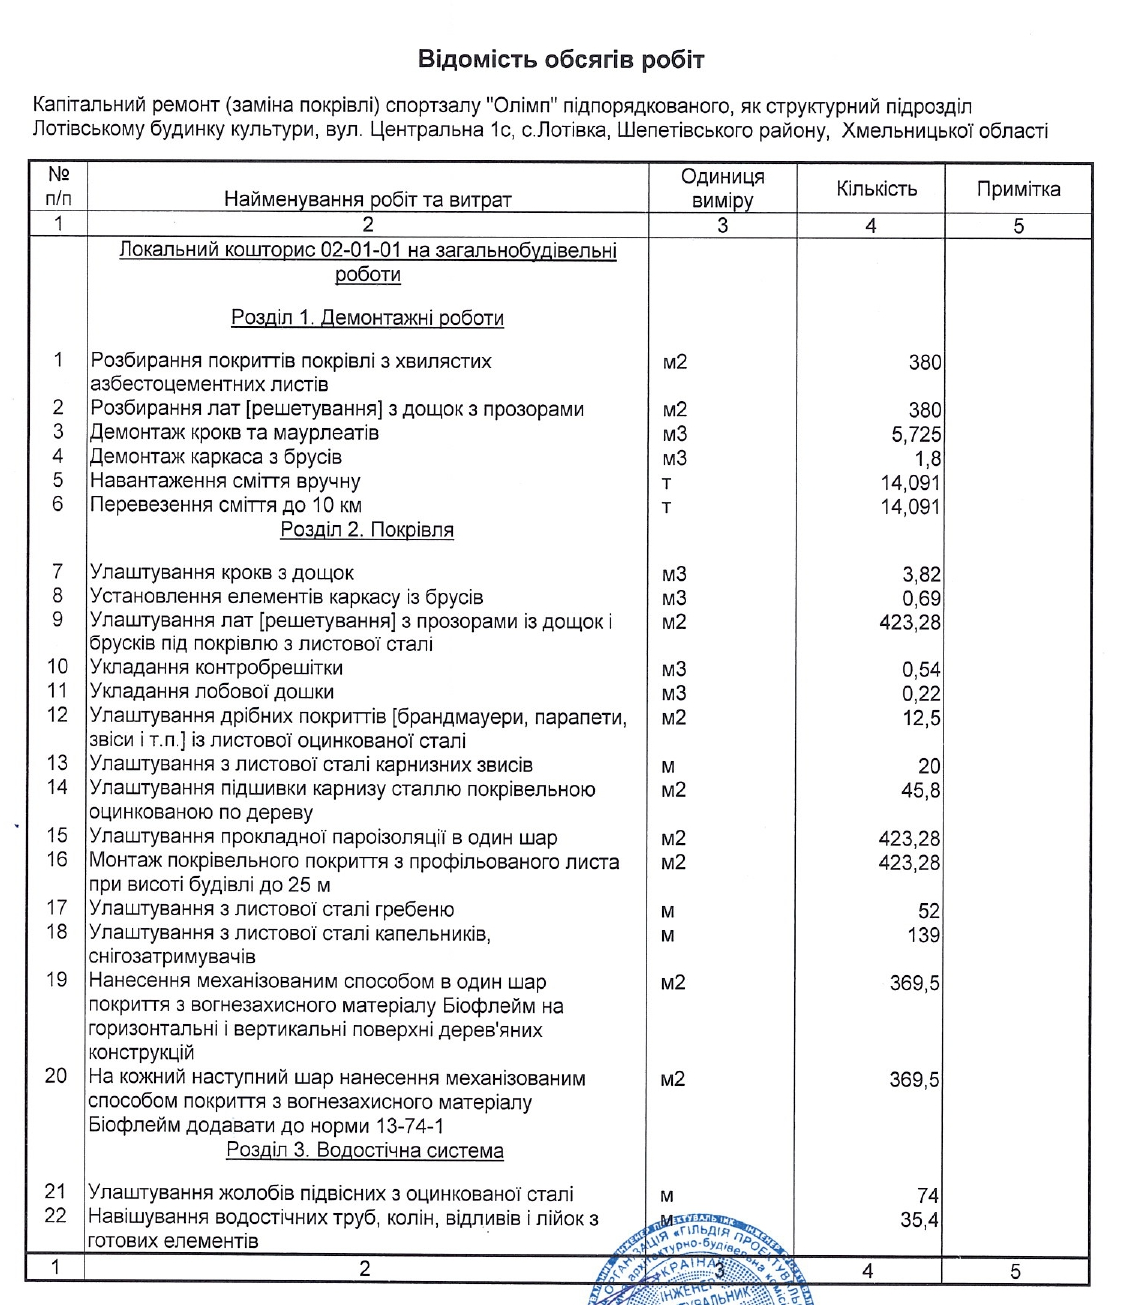 Відомість обсягів робіт
Капітальний ремонт (заміна покрівлі) спортзалу "Олімп" підпорядкованого, як структурний підрозділ
Лотівському будинку культури, вул. Центральна 1с, с.Лотівка, Шепетівського району, Хмельницької області
№ п/п Найменування робіт та витрат Одиниця виміру Кількість Примітка
1 2 3 4 5
Локальний кошторис 02-01-01 на загальнобудівельні
роботи
Розділ 1. Демонтажні роботи
1 Розбирання покриттів покрівлі з хвилястих м2 380
азбестоцементних листів
2 Розбирання лат [решетування] з дощок з прозорами м2 380
3 Демонтаж крокв та маурлеатів м3 5,725
4 Демонтаж каркаса з брусів м3 1,8
5 Навантаження сміття вручну т 14,091
6 Перевезення сміття до 10 км т 14,091
Розділ 2. Покрівля
7 Улаштування крокв з дощок м3 3,82
8 Установлення елементів каркасу із брусів м3 0,69
9 Улаштування лат [решетування] з прозорами із дощок і м2 423,28
брусків під покрівлю з листової сталі
10 Укладання контробрешітки м3 0,54
11 Укладання лобової дошки м3 0,22
12 Улаштування дрібних покриттів [брандмауери, парапети, м2 12,5
звіси і т.п.] із листової оцинкованої сталі
13 Улаштування з листової сталі карнизних звисів м 20
14 Улаштування підшивки карнизу сталлю покрівельною м2 45,8
оцинкованою по дереву
15 Улаштування прокладної пароізоляції в один шар м2 423,28
16 Монтаж покрівельного покриття з профільованого листа м2 423,28
при висоті будівлі до 25 м
17 Улаштування з листової сталі гребеню м 52
18 Улаштування з листової сталі капельників, м 139
снігозатримувачів
19 Нанесення механізованим способом в один шар м2 369,5
покриття з вогнезахисного матеріалу Біофлейм на
горизонтальні і вертикальні поверхні дерев'яних
конструкцій
20 На кожний наступний шар нанесення механізованим м2 369,5
способом покриття з вогнезахисного матеріалу
Біофлейм додавати до норми 13-74-1
Розділ 3. Водостічна система
21 Улаштування жолобів підвісних з оцинкованої сталі м 74
22 Навішування водостічних труб, колін, відливів і лійок з м 35,4
готових елементів
1 2 3 4 5
УКРАЇНА
ІНЖЕНЕР